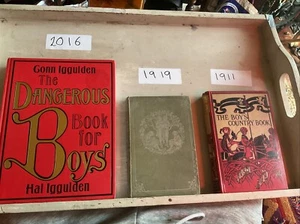 2016
1919
1911
Conn Iggulden
The
DANGEROUS
Book for
Boys
Hal Iggulden
THE BOY'S
COUNTRY BOOK